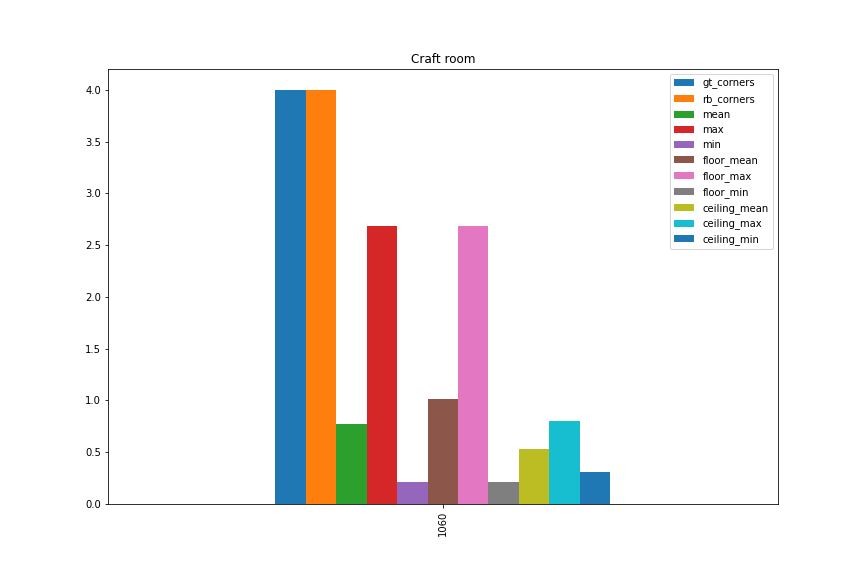 Craft room
4.0
3.5
3.0
2.5
2.0
1.5
1.0
0.5
0.0
gt_corners
rb_corners
mean
max
min
floor_mean
floor_max
floor_min
ceiling_mean
ceiling_max
ceiling_min
1060